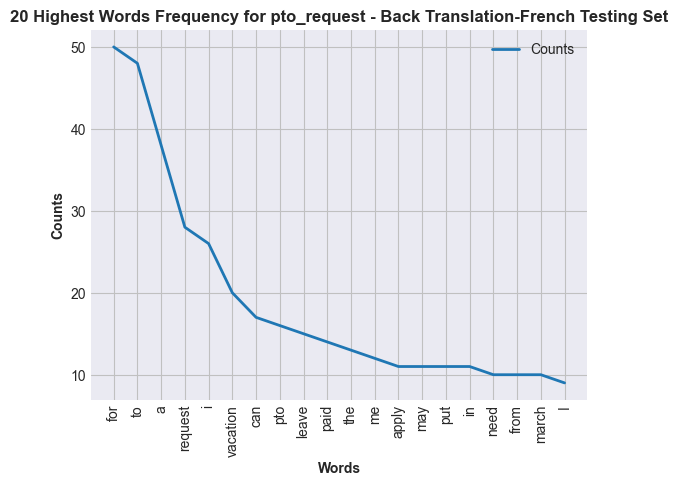 20 Highest Words Frequency for pto_request - Back Translation-French Testing Set
Counts
50
40
30
20
10
Counts
for
to
a
request
i
vacation
can
pto
leave
paid
the
me
apply
may
put
in
need
from
march
I
Words